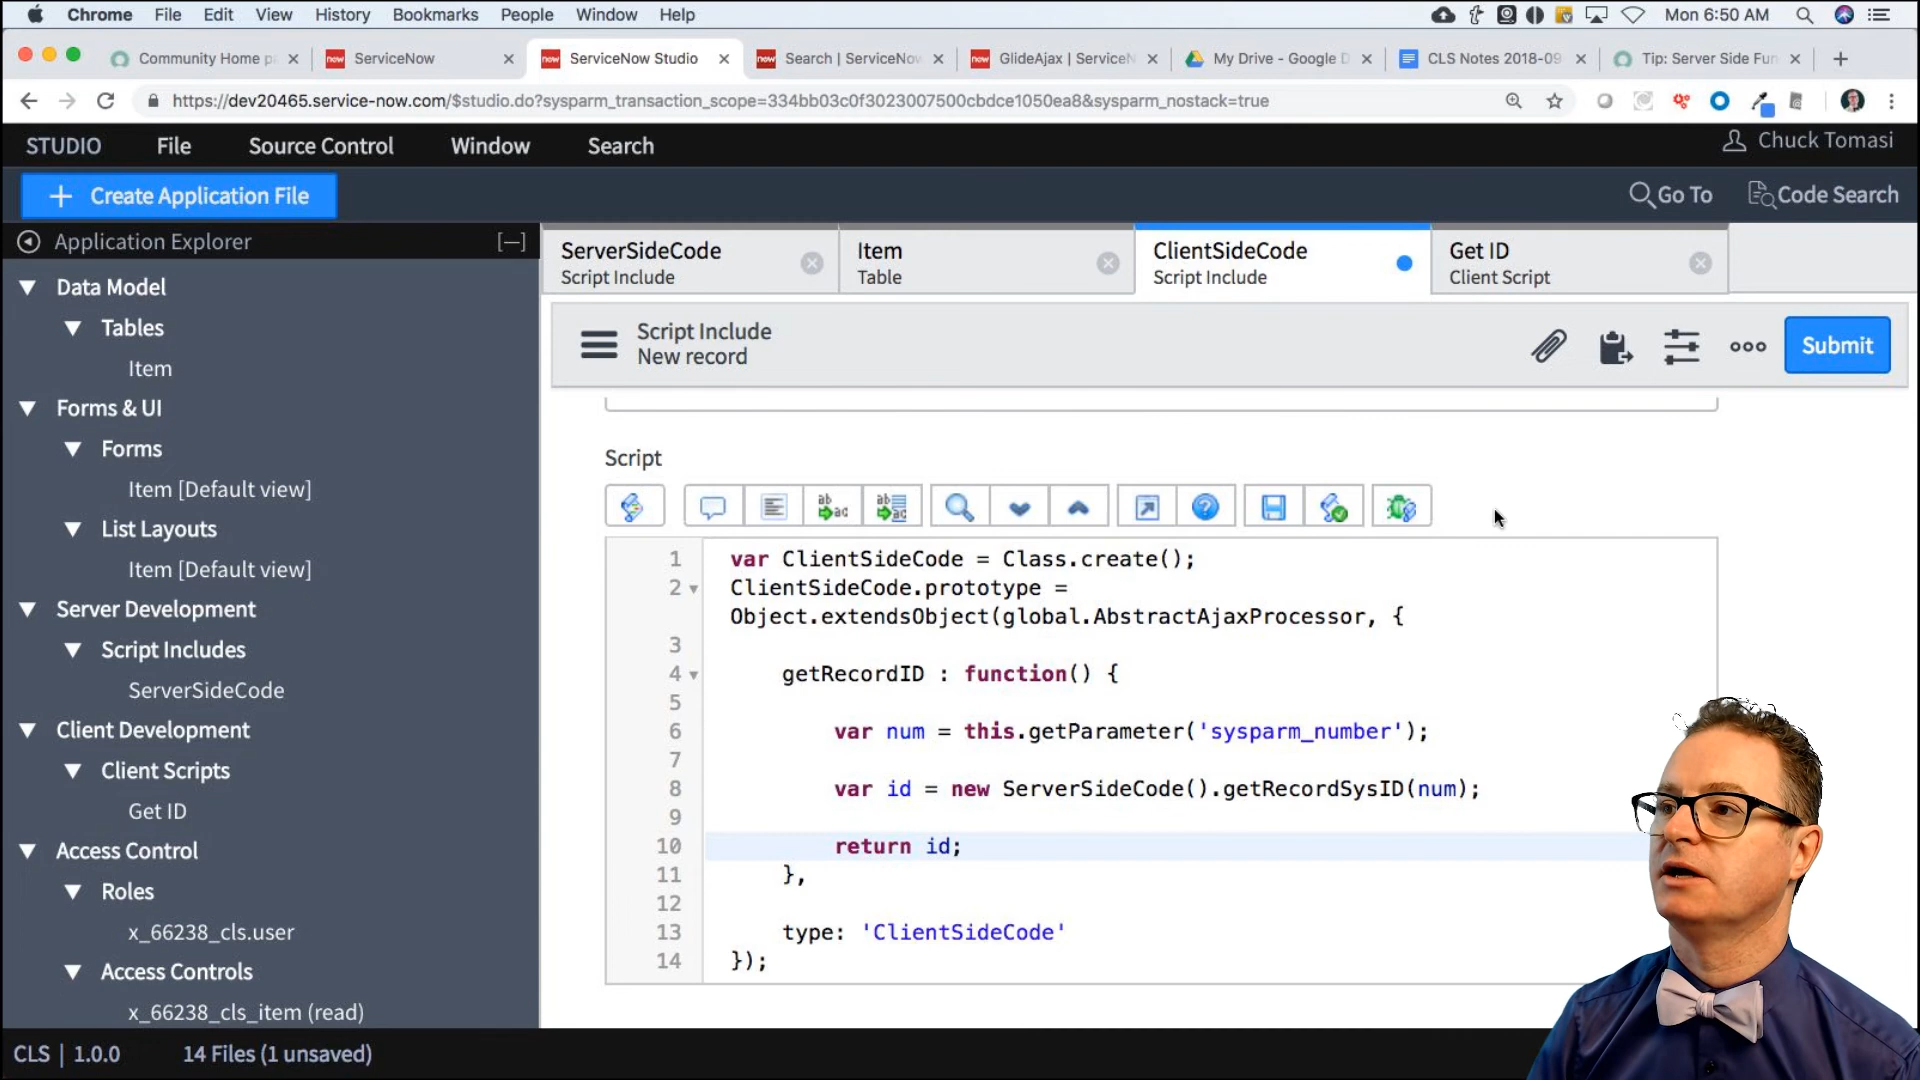 Chrome File Edit View History Bookmarks People Window Help Mon 6:50 AM
Community Home p ServiceNow ServiceNow Studio Search | ServiceNow GlideAjax | ServiceN My Drive - Google D CLS Notes 2018-09 Tip: Server Side Fun
https://dev20465.service-now.com/$studio.do?sysparm_transaction_scope=334bb03c0f3023007500cbdce1050ea8&sysparm_nostack=true
STUDIO File Source Control Window Search Chuck Tomasi
+ Create Application File Go To Code Search
Application Explorer [—]
Data Model
Tables
Item
Forms & UI
Forms
Item [Default view]
List Layouts
Item [Default view]
Server Development
Script Includes
ServerSideCode
Client Development
Client Scripts
Get ID
Access Control
Roles
x_66238_cls.user
Access Controls
x_66238_cls_item (read)
ServerSideCode
Script Include
Item
Table
ClientSideCode
Script Include
Get ID
Client Script
Script Include
New record
Submit
Script
1 var ClientSideCode = Class.create();
2 ClientSideCode.prototype =
Object.extendsObject(global.AbstractAjaxProcessor, {
3
4 getRecordID : function() {
5
6 var num = this.getParameter('sysparm_number');
7
8 var id = new ServerSideCode().getRecordSysID(num);
9
10 return id;
11 },
12
13 type: 'ClientSideCode'
14 });
CLS | 1.0.0 14 Files (1 unsaved)